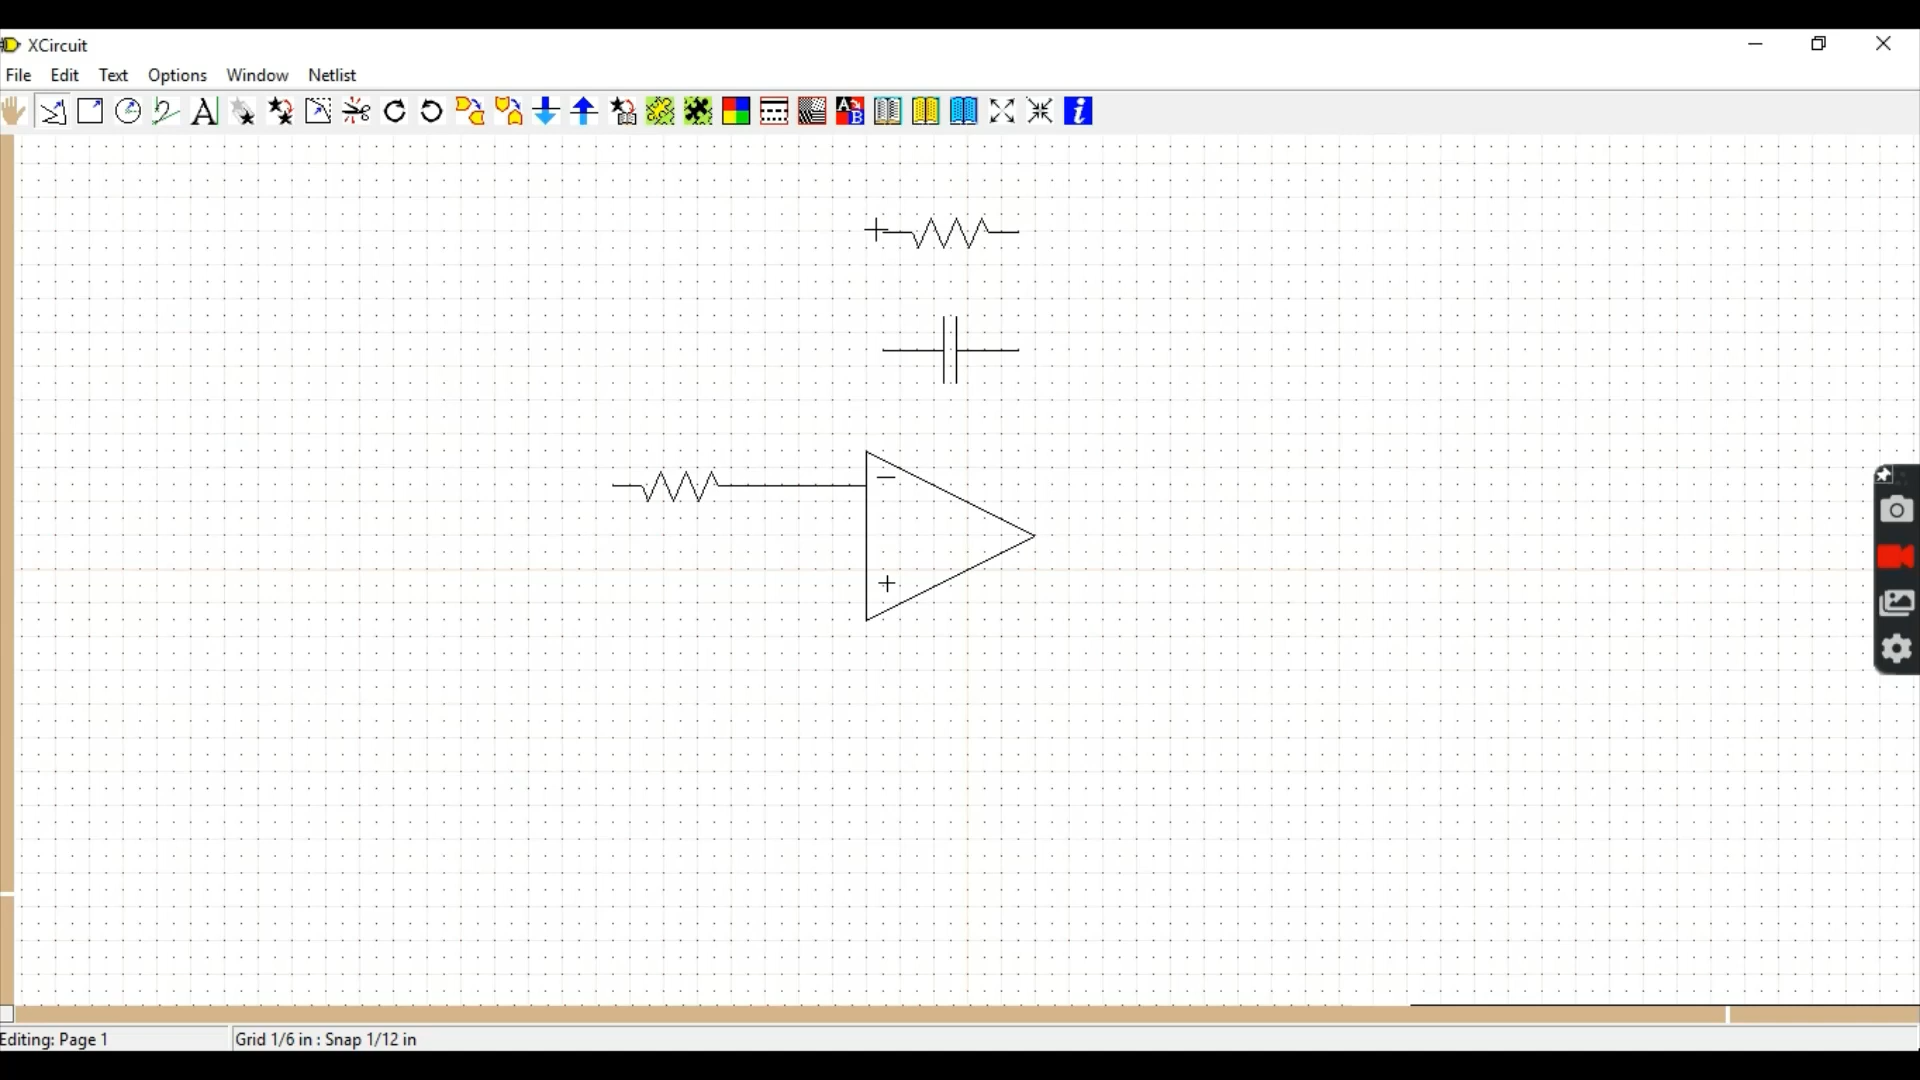 XCircuit
File Edit Text Options Window Netlist
A A B i
−
+
Editing: Page 1 Grid 1/6 in : Snap 1/12 in